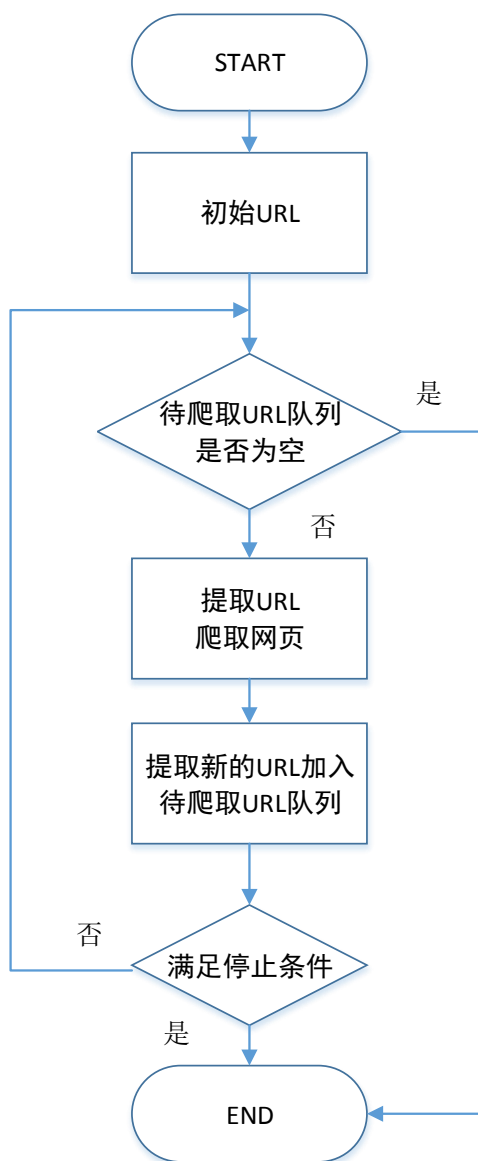 START
初始URL
待爬取URL队列
是否为空
是
否
提取URL
爬取网页
提取新的URL加入
待爬取URL队列
否
满足停止条件
是
END